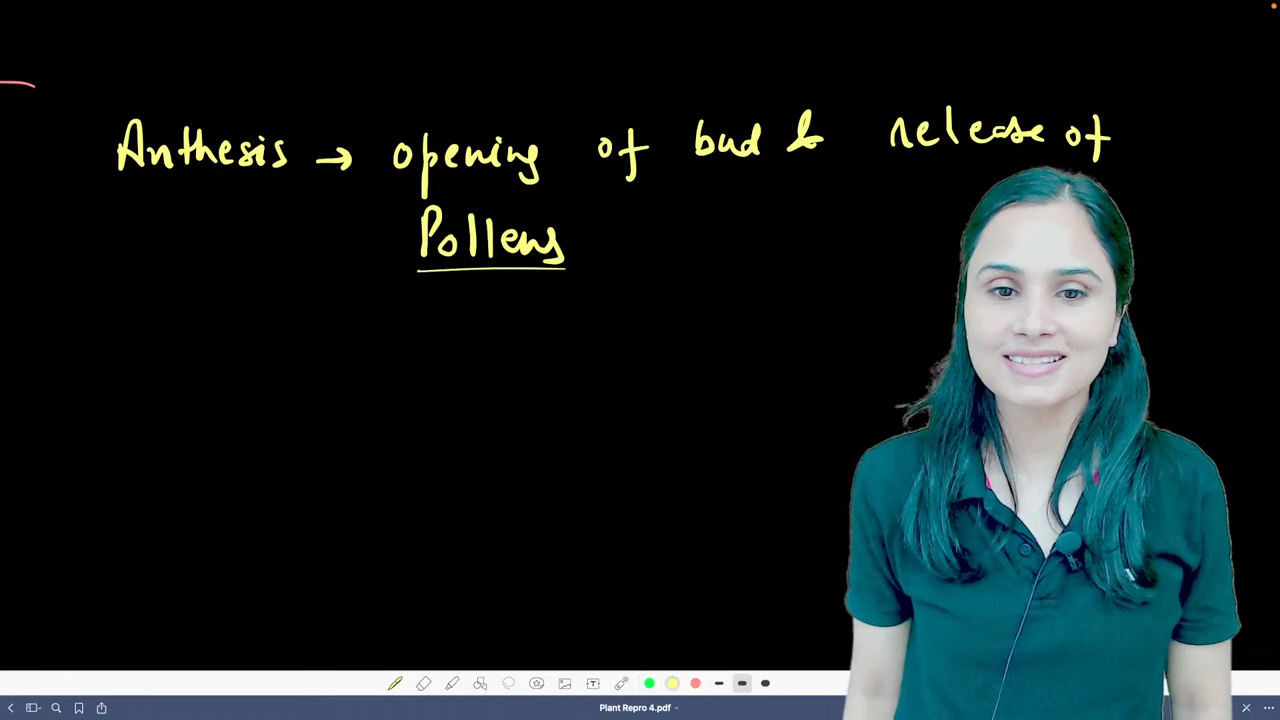 Anthesis → opening of bud & release of
Pollens
Plant Repro 4.pdf